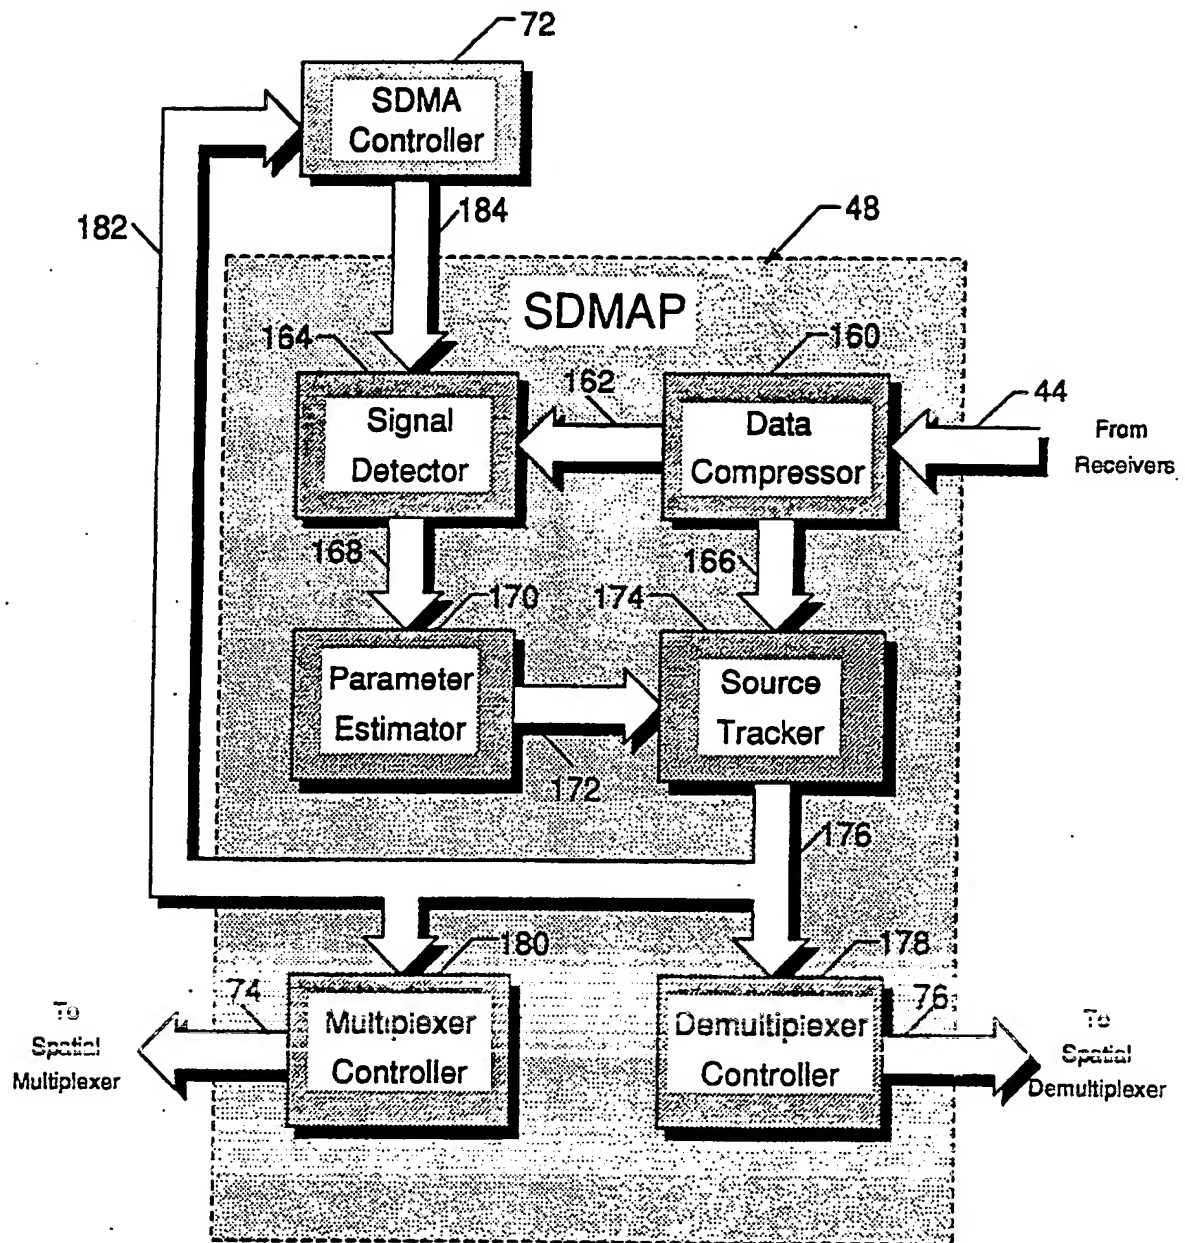 72
SDMA
Controller
182
184
48
SDMAP
164
160
162
44
Signal
Detector
Data
Compressor
From
Receivers
168
166
170
174
Parameter
Estimator
Source
Tracker
172
176
180
178
74
76
To
Spatial
Multiplexer
Multiplexer
Controller
Demultiplexer
Controller
To
Spatial
Demultiplexer